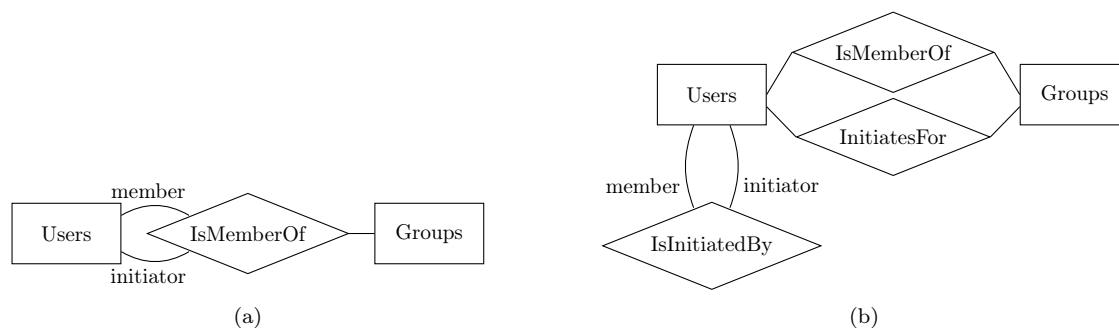 member
Users
IsMemberOf
Groups
initiator
(a)
IsMemberOf
Users
Groups
InitiatesFor
member
initiator
IsInitiatedBy
(b)